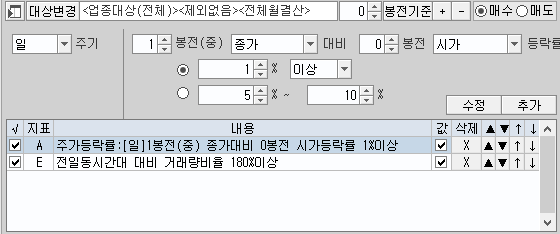 대상변경 <업종대상(전체)><제외없음><전체월결산> 0 봉전기준 + - 매수 매도
일 주기 1 봉전(중) 종가 대비 0 봉전 시가 등락률
1 % 이상
5 % ~ 10 %
수정 추가
√ 지표 내용 값 삭제 ▲ ▼ ↑ ↓
A 주가등락률:[일]1봉전(중) 종가대비 0봉전 시가등락률 1%이상 X ▲ ▼ ↑ ↓
E 전일동시간대 대비 거래량비율 180%이상 X ▲ ▼ ↑ ↓